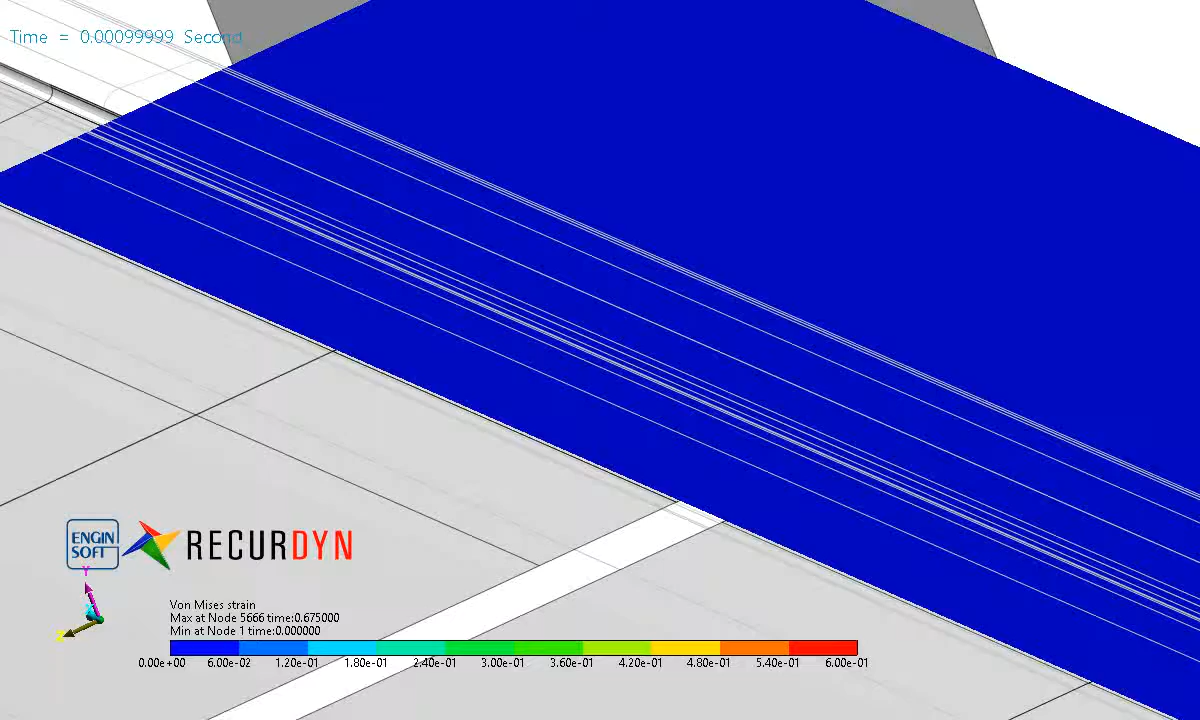 Time = 0.00099999 Second
ENGIN
SOFT
RECURDYN
Y
Z
Von Mises strain
Max at Node 5666 time:0.675000
Min at Node 1 time:0.000000
0.00e+00 6.00e-02 1.20e-01 1.80e-01 2.40e-01 3.00e-01 3.60e-01 4.20e-01 4.80e-01 5.40e-01 6.00e-01